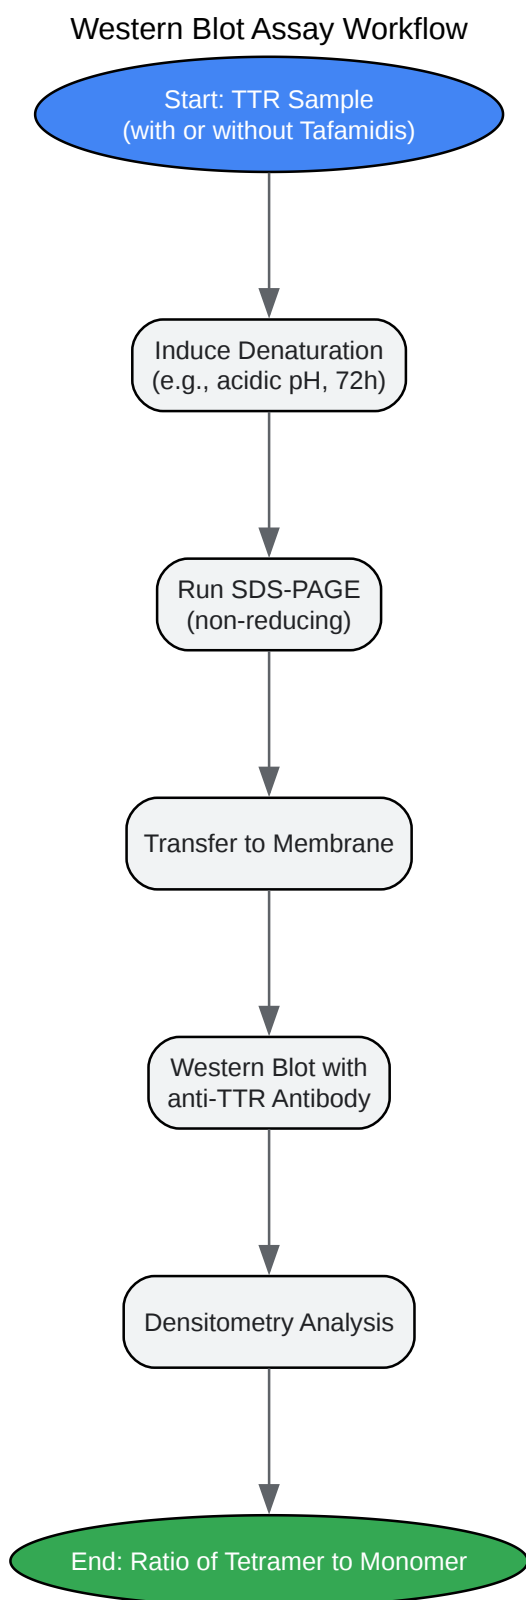 Western Blot Assay Workflow
Start: TTR Sample
(with or without Tafamidis)
Induce Denaturation
(e.g., acidic pH, 72h)
Run SDS-PAGE
(non-reducing)
Transfer to Membrane
Western Blot with
anti-TTR Antibody
Densitometry Analysis
End: Ratio of Tetramer to Monomer